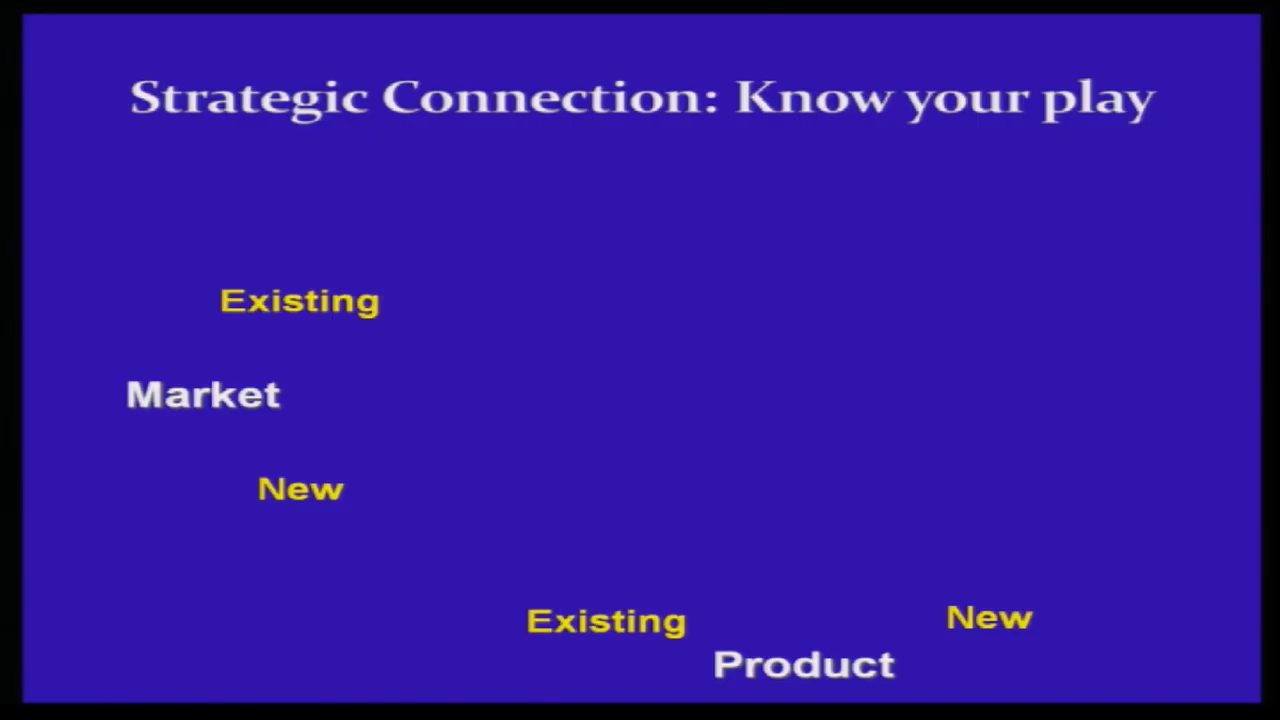 Strategic Connection: Know your play
Existing
Market
New
Existing
New
Product